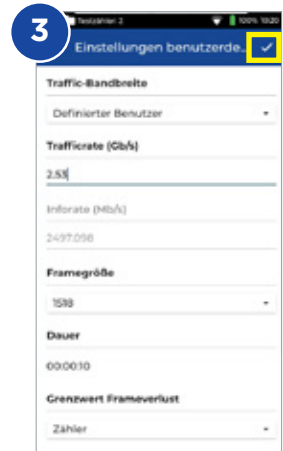 3
Testzähler 2
100% 10:20
Einstellungen benutzerde..
Traffic-Bandbreite
Definierter Benutzer
Trafficrate (Gb/s)
2.53
Inforate (Mb/s)
2497.098
Framegröße
1518
Dauer
00:00:10
Grenzwert Frameverlust
Zähler